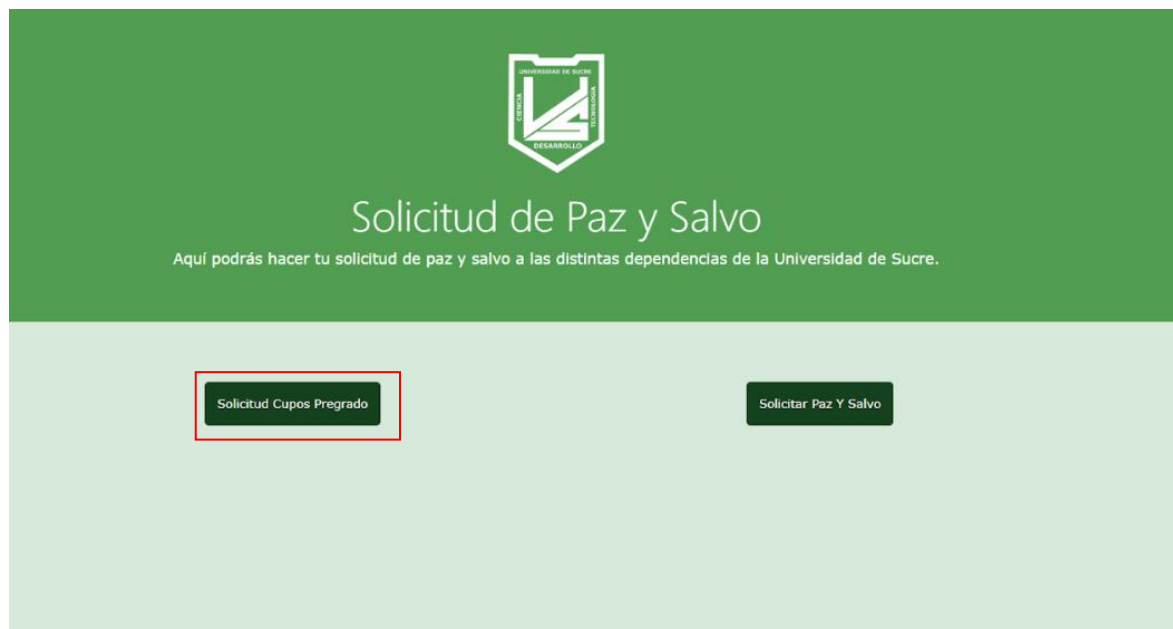 UNIVERSIDAD DE SUCRE
CIENCIA
TECNOLOGÍA
DESARROLLO
Solicitud de Paz y Salvo
Aquí podrás hacer tu solicitud de paz y salvo a las distintas dependencias de la Universidad de Sucre.
Solicitud Cupos Pregrado
Solicitar Paz Y Salvo